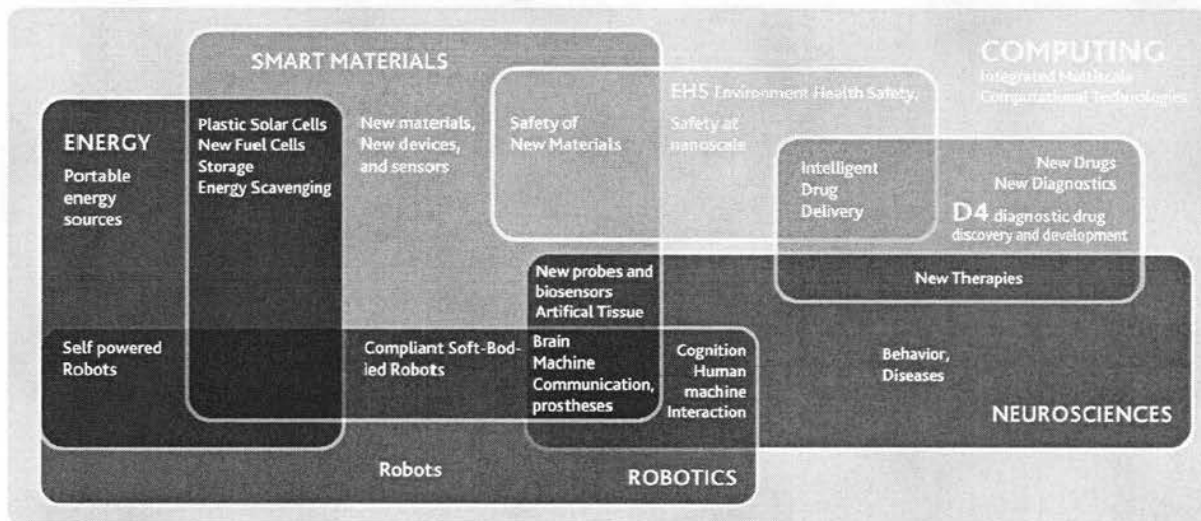 SMART MATERIALS
COMPUTING
Integrated Multiscale
Computational Technologies
EHS Environment Health Safety,
ENERGY
Portable
energy
sources
Plastic Solar Cells
New Fuel Cells
Storage
Energy Scavenging
New materials,
New devices,
and sensors
Safety of
New Materials
Safety at
nanoscale
Intelligent
Drug
Delivery
New Drugs
New Diagnostics
D4 diagnostic drug
discovery and development
New Therapies
New probes and
biosensors
Artifical Tissue
Self powered
Robots
Compliant Soft-Bod-
ied Robots
Brain
Machine
Communication,
prostheses
Cognition
Human
machine
Interaction
Behavior,
Diseases
NEUROSCIENCES
Robots
ROBOTICS